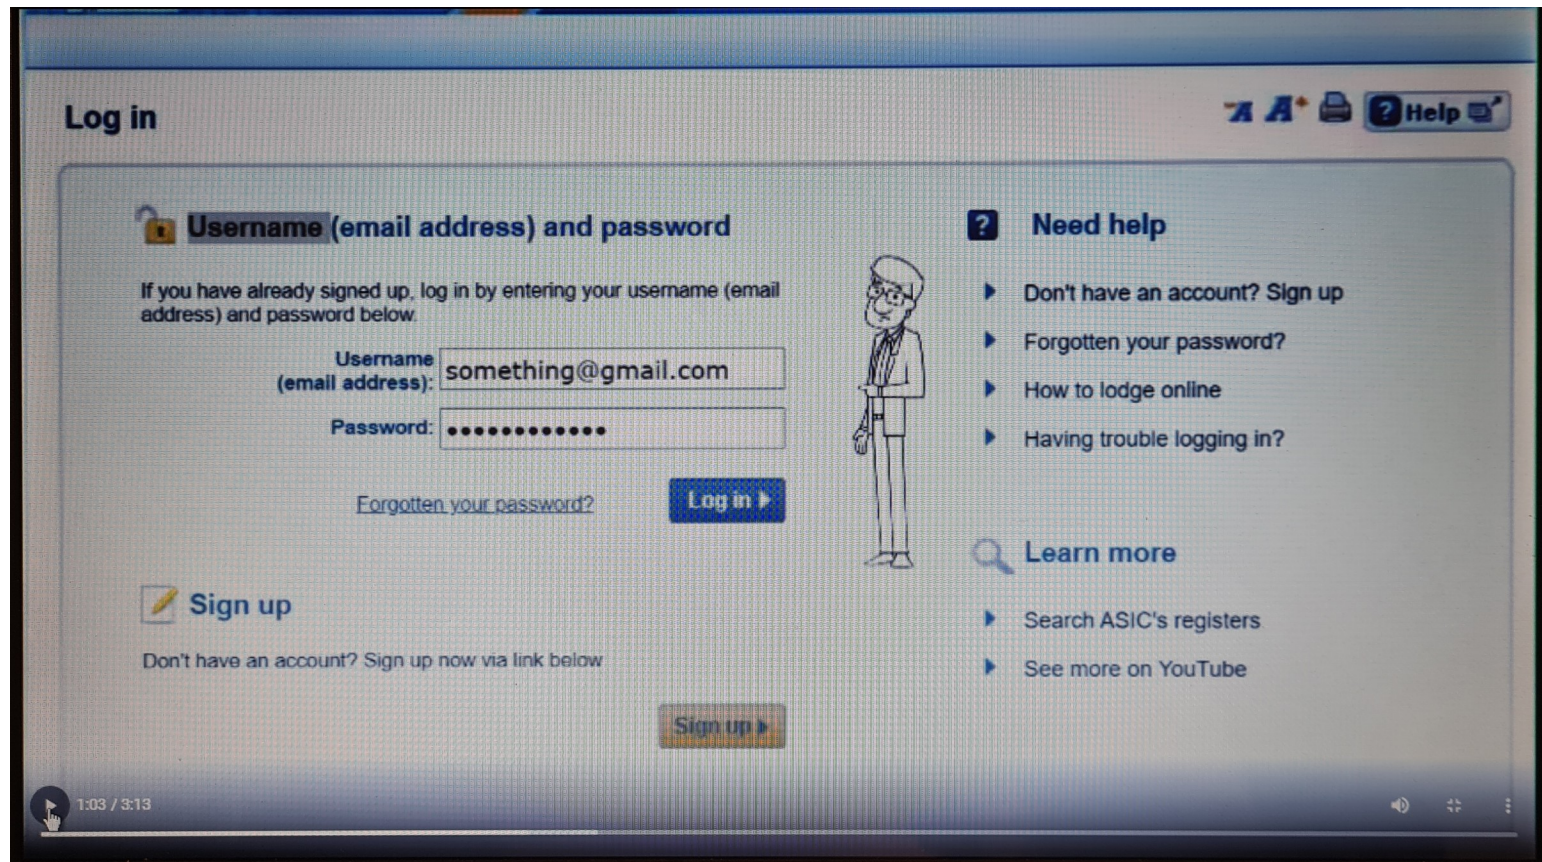 Log in
A A+ Help
Username (email address) and password
If you have already signed up, log in by entering your username (email
address) and password below.
Username
(email address):
something@gmail.com
Password:
••••••••••••
Forgotten your password?
Log in
Sign up
Don't have an account? Sign up now via link below
Sign up
Need help
Don't have an account? Sign up
Forgotten your password?
How to lodge online
Having trouble logging in?
Learn more
Search ASIC's registers
See more on YouTube
1:03 / 3:13